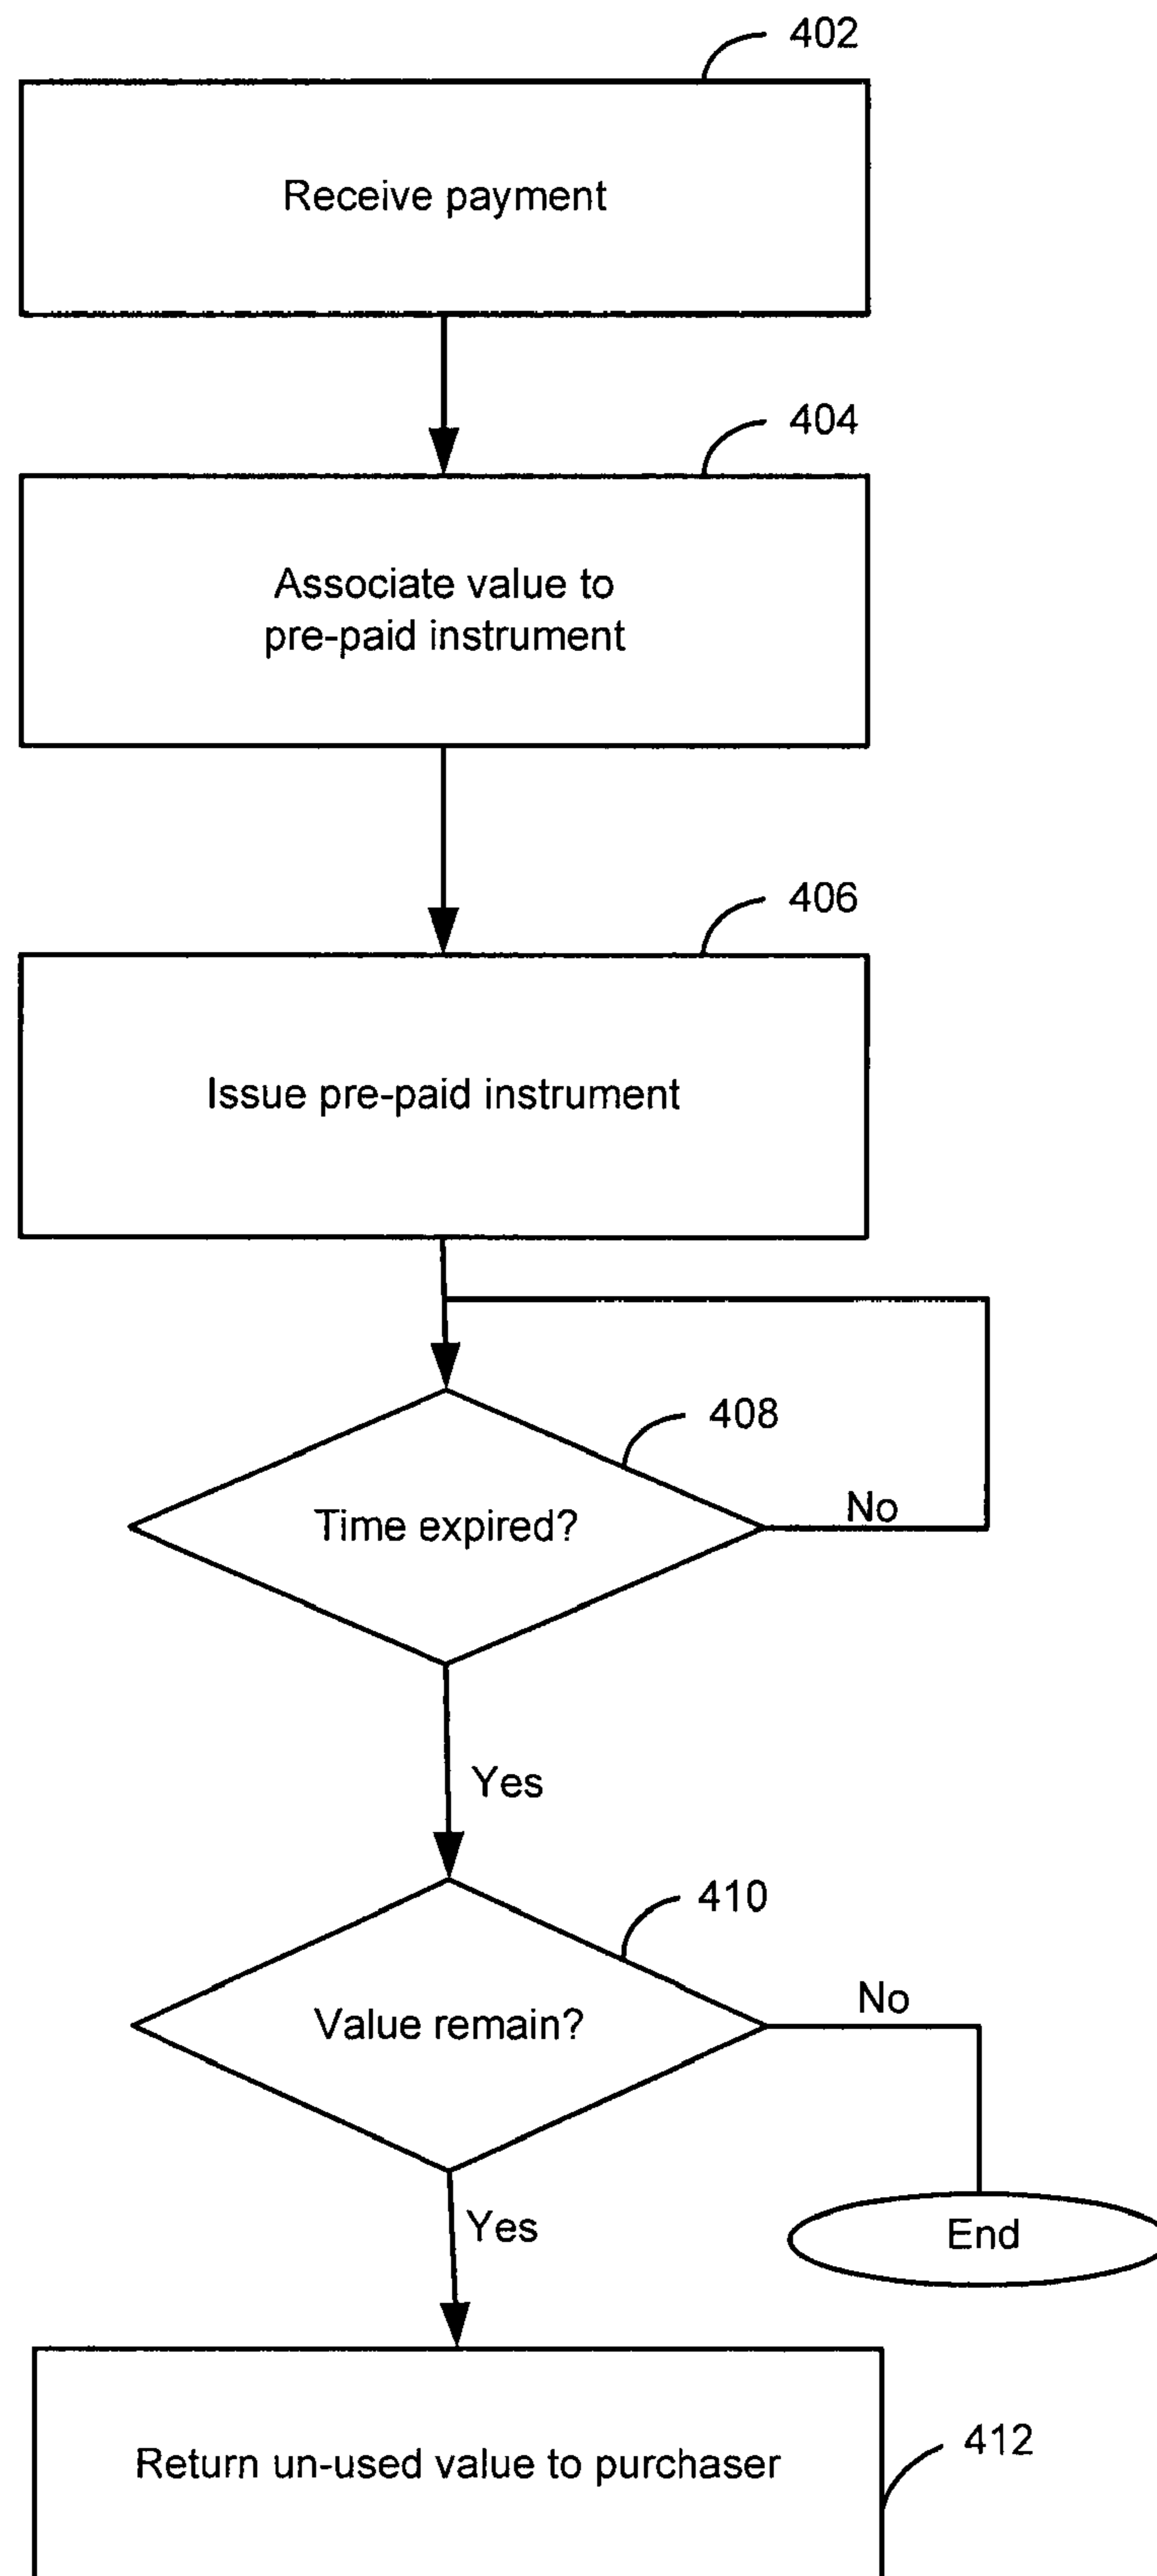 402
Receive payment
404
Associate value to
pre-paid instrument
406
Issue pre-paid instrument
408
Time expired?
No
Yes
410
Value remain?
No
Yes
End
412
Return un-used value to purchaser